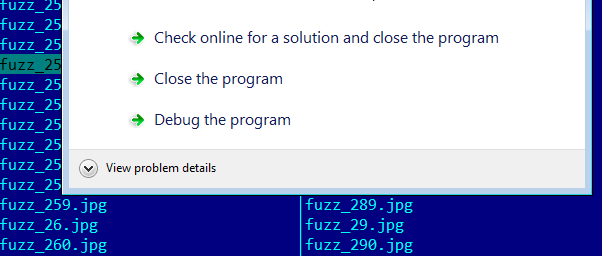 fuzz_25
fuzz_25
fuzz_25
Check online for a solution and close the program
fuzz_25
fuzz_25
Close the program
fuzz_25
fuzz_25
Debug the program
fuzz_25
fuzz_25
View problem details
fuzz_25
fuzz_259.jpg fuzz_289.jpg
fuzz_26.jpg fuzz_29.jpg
fuzz_260.jpg fuzz_290.jpg